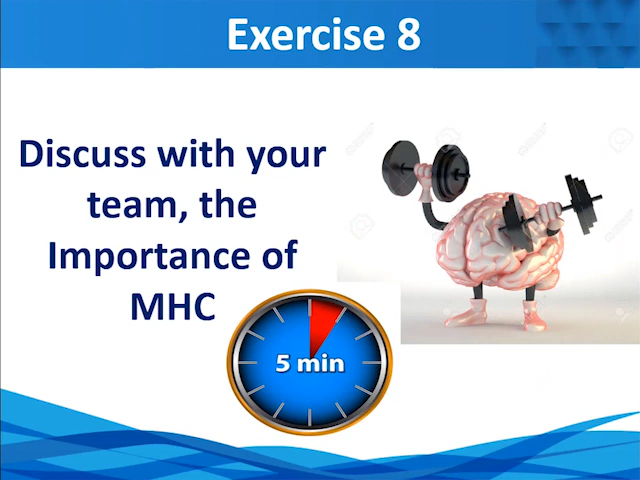 Exercise 8
Discuss with your
team, the
Importance of
MHC
5 min